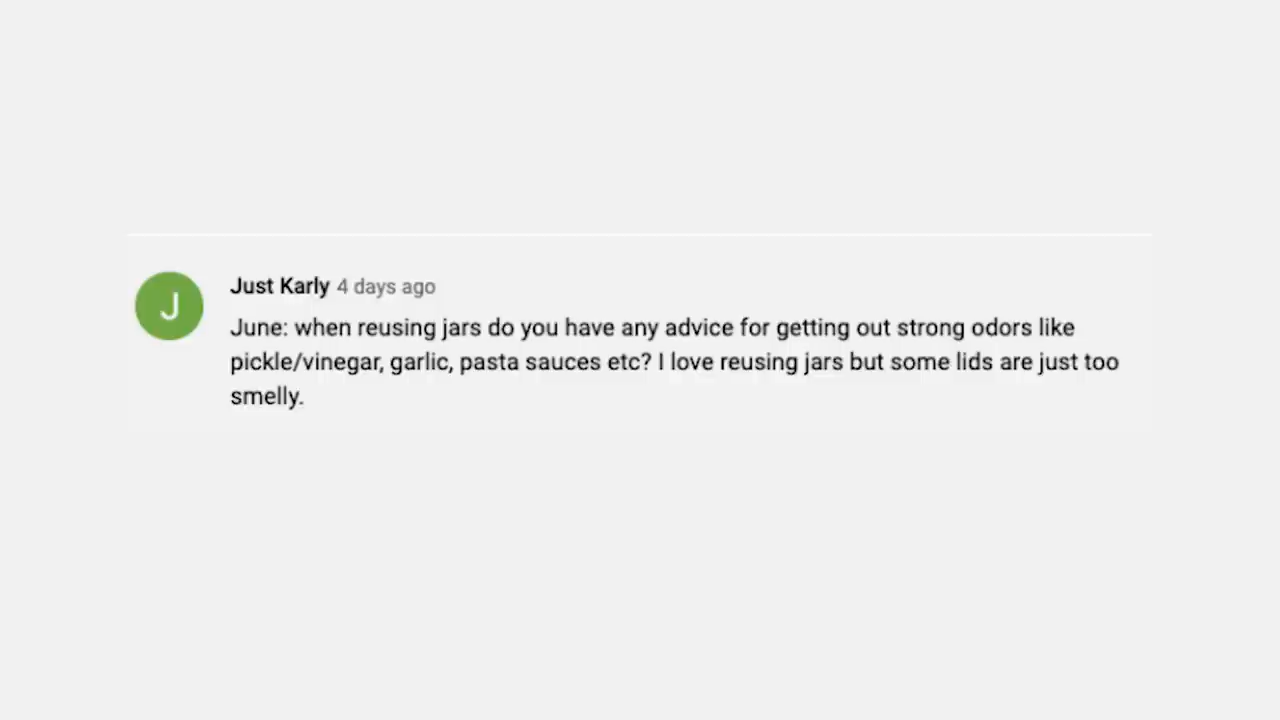 J
Just Karly 4 days ago
June: when reusing jars do you have any advice for getting out strong odors like
pickle/vinegar, garlic, pasta sauces etc? I love reusing jars but some lids are just too
smelly.